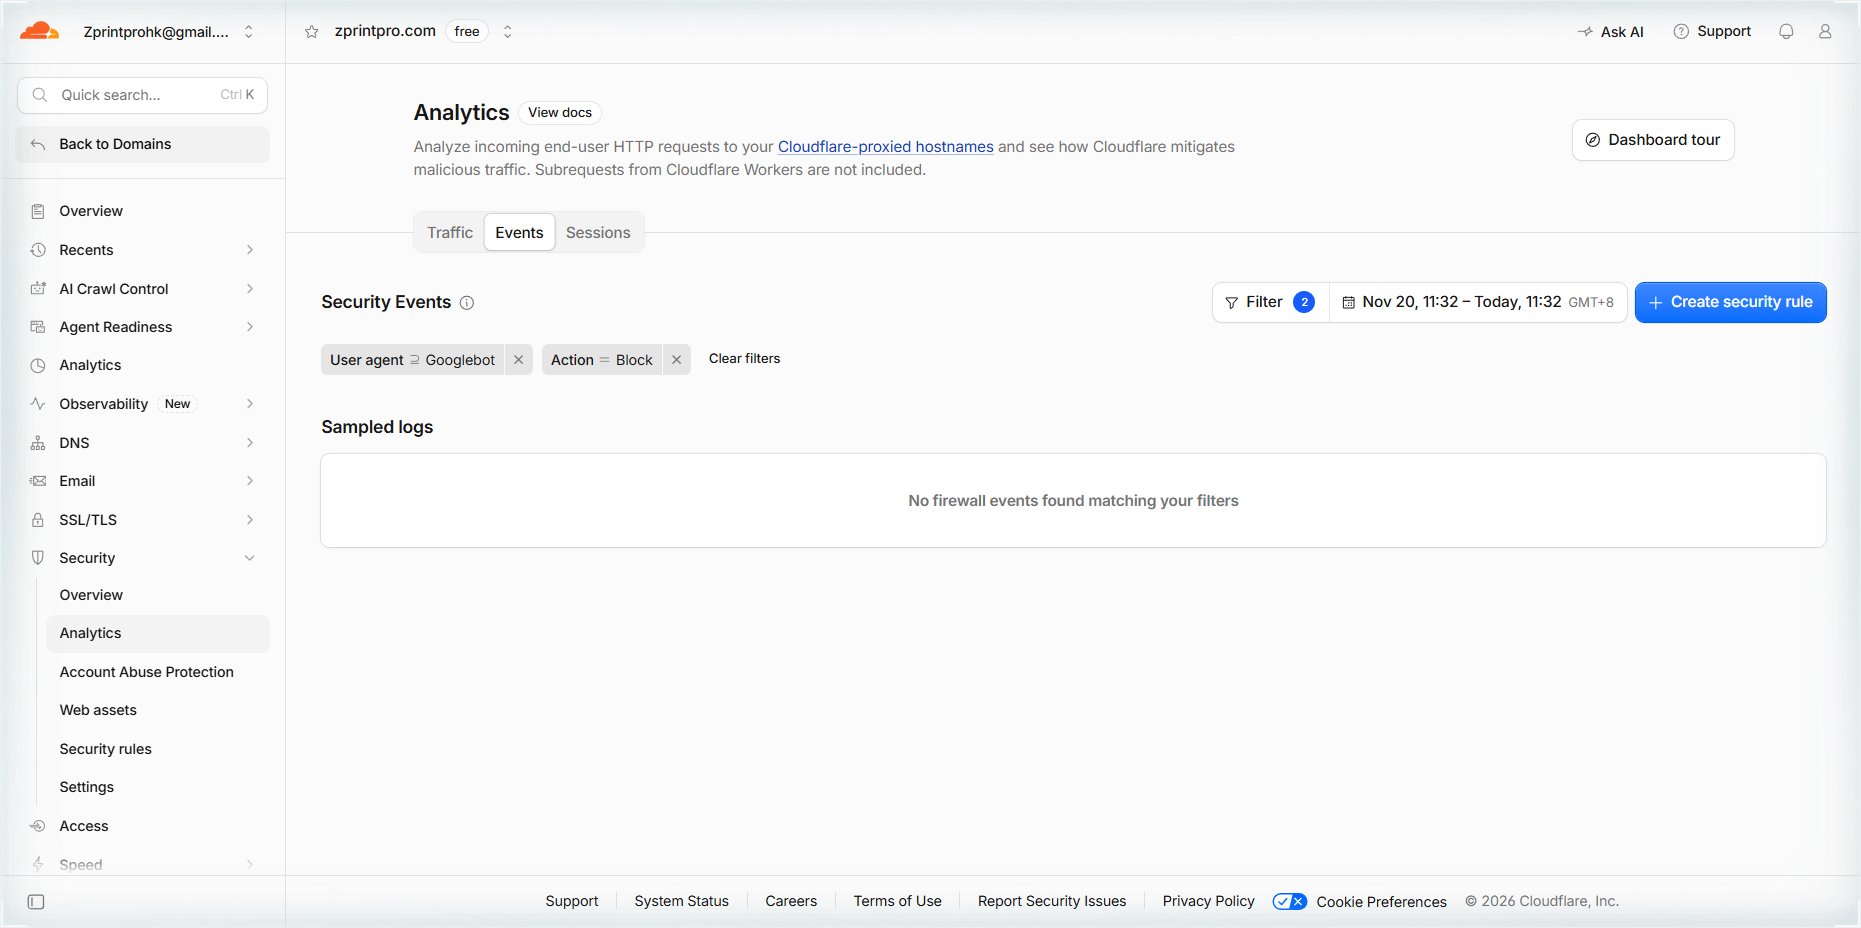 Zprintprohk@gmail....
zprintpro.com free
Ask AI
Support
Quick search... Ctrl K
Back to Domains
Overview
Recents
AI Crawl Control
Agent Readiness
Analytics
Observability New
DNS
Email
SSL/TLS
Security
Overview
Analytics
Account Abuse Protection
Web assets
Security rules
Settings
Access
Speed
Analytics View docs
Analyze incoming end-user HTTP requests to your Cloudflare-proxied hostnames and see how Cloudflare mitigates
malicious traffic. Subrequests from Cloudflare Workers are not included.
Dashboard tour
Traffic Events Sessions
Security Events
Filter 2 Nov 20, 11:32 – Today, 11:32 GMT+8 + Create security rule
User agent ⊇ Googlebot × Action = Block × Clear filters
Sampled logs
No firewall events found matching your filters
Support System Status Careers Terms of Use Report Security Issues Privacy Policy Cookie Preferences © 2026 Cloudflare, Inc.